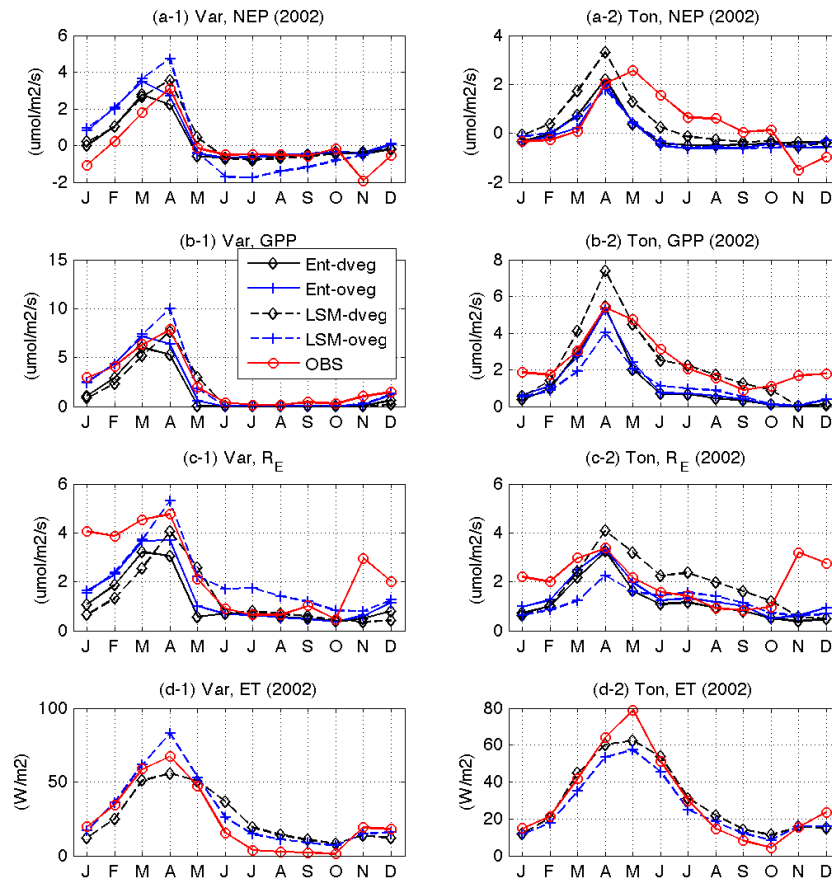 (a-1) Var, NEP (2002)
(umol/m2/s)
6
4
2
0
-2
J F M A M J J A S O N D
(a-2) Ton, NEP (2002)
(umol/m2/s)
4
2
0
-2
J F M A M J J A S O N D
(b-1) Var, GPP
(umol/m2/s)
15
10
5
0
J F M A M J J A S O N D
Ent-dveg
Ent-oveg
LSM-dveg
LSM-oveg
OBS
(b-2) Ton, GPP (2002)
(umol/m2/s)
8
6
4
2
0
J F M A M J J A S O N D
(c-1) Var, R_E
(umol/m2/s)
6
4
2
0
J F M A M J J A S O N D
(c-2) Ton, R_E (2002)
(umol/m2/s)
6
4
2
0
J F M A M J J A S O N D
(d-1) Var, ET (2002)
(W/m2)
100
50
0
J F M A M J J A S O N D
(d-2) Ton, ET (2002)
(W/m2)
80
60
40
20
0
J F M A M J J A S O N D